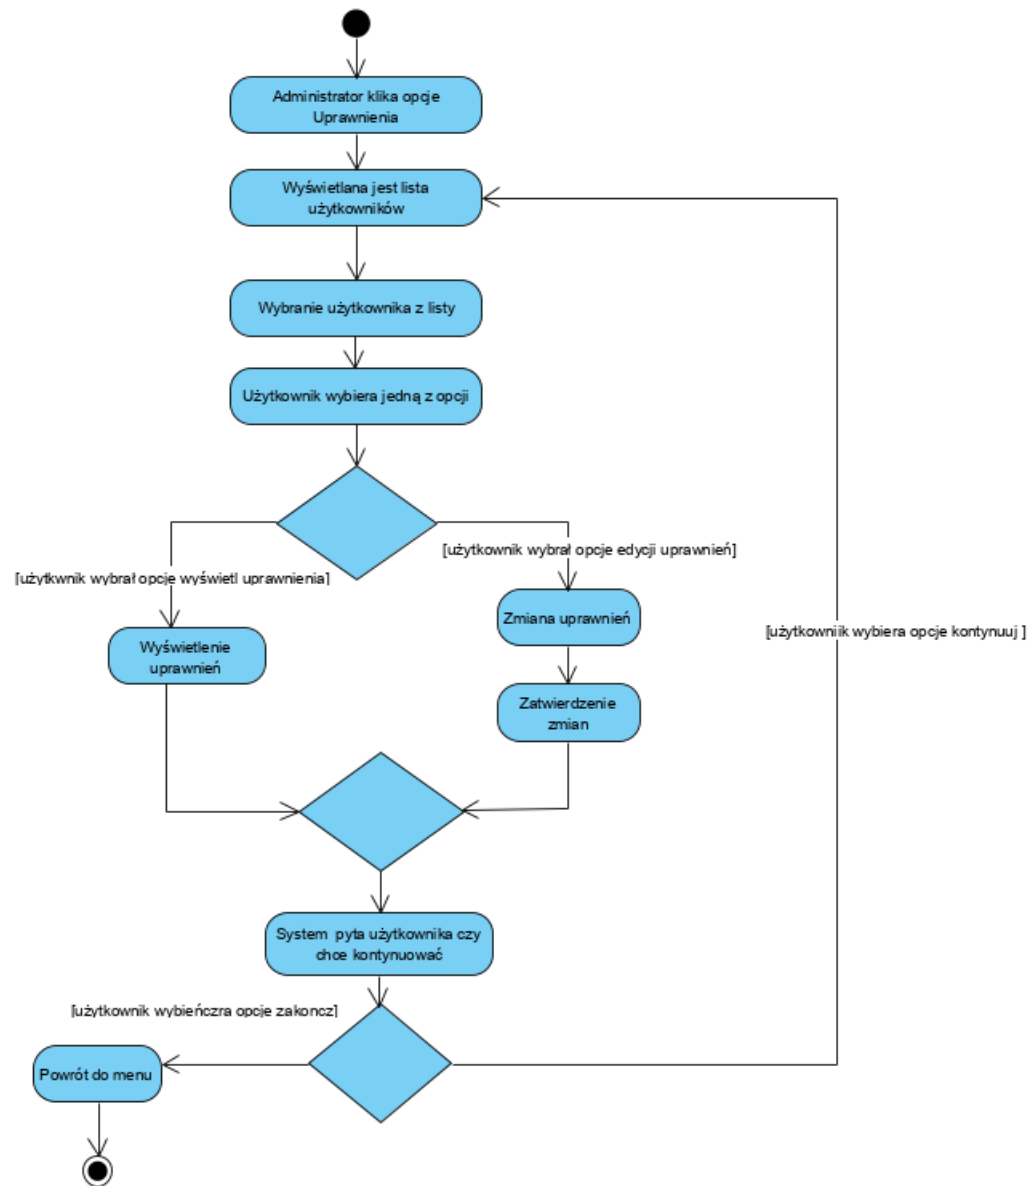 Administrator klika opcje
Uprawnienia
Wyświetlana jest lista
użytkowników
Wybranie użytkownika z listy
Użytkownik wybiera jedną z opcji
[użytkownik wybrał opcje edycji uprawnień]
[użytkwnik wybrał opcje wyświetl uprawnienia]
Zmiana uprawnień
[użytkowniik wybiera opcje kontynuuj ]
Wyświetlenie
uprawnień
Zatwierdzenie
zmian
System pyta użytkownika czy
chce kontynuować
[użytkownik wybieńczra opcje zakoncz]
Powrót do menu